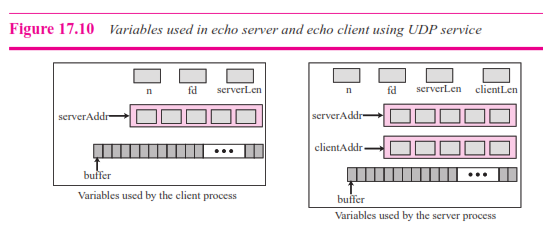 Figure 17.10 Variables used in echo server and echo client using UDP service
n fd serverLen
serverAddr
buffer
Variables used by the client process
n fd serverLen clientLen
serverAddr
clientAddr
buffer
Variables used by the server process